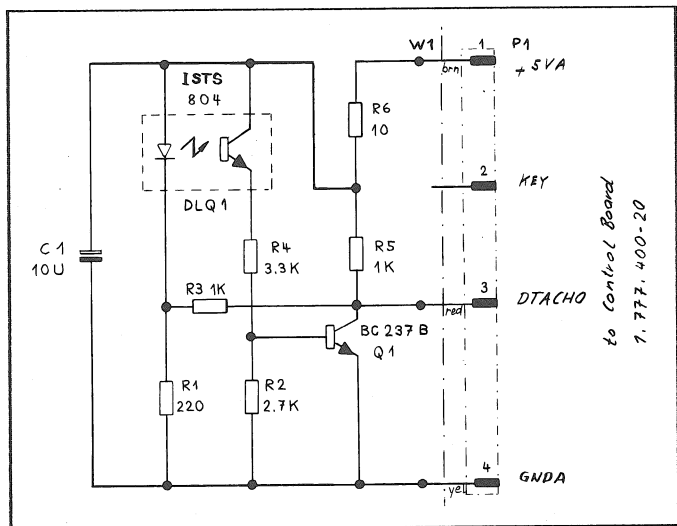 W1
1
P1
brn
+5VA
ISTS
804
R6
10
2
KEY
DLQ1
C1
10U
R4
3.3K
R5
1K
R3 1K
3
DTACHO
red
BC 237 B
Q1
R1
220
R2
2.7K
4
GNDA
yel
to Control Board
1.777.400-20